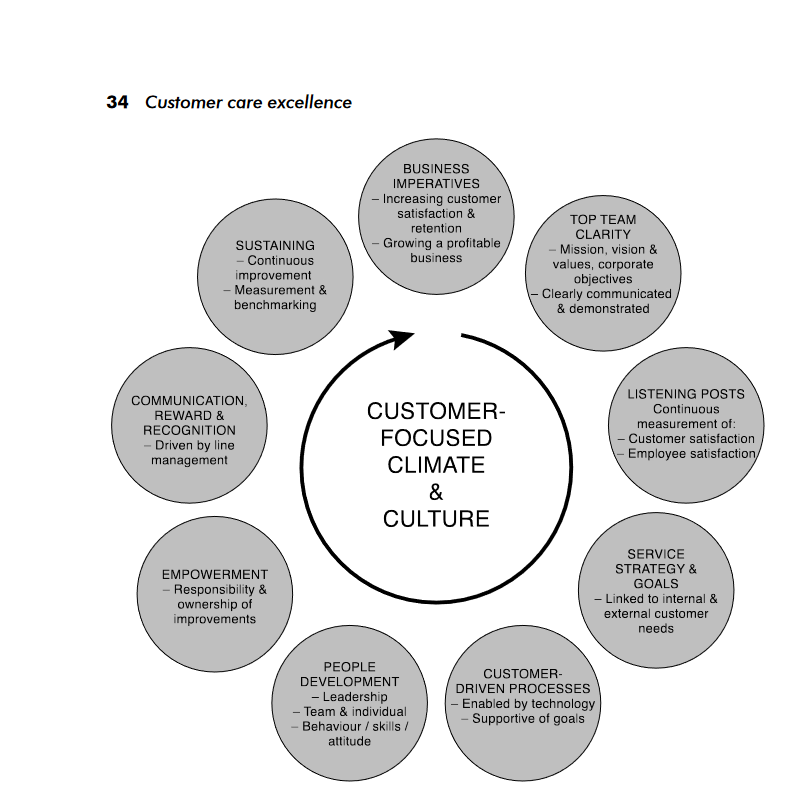 34 Customer care excellence
BUSINESS
IMPERATIVES
– Increasing customer
satisfaction &
retention
– Growing a profitable
business
TOP TEAM
CLARITY
– Mission, vision &
values, corporate
objectives
– Clearly communicated
& demonstrated
LISTENING POSTS
Continuous
measurement of:
– Customer satisfaction
– Employee satisfaction
SERVICE
STRATEGY &
GOALS
– Linked to internal &
external customer
needs
CUSTOMER-
DRIVEN PROCESSES
– Enabled by technology
– Supportive of goals
PEOPLE
DEVELOPMENT
– Leadership
– Team & individual
– Behaviour / skills /
attitude
EMPOWERMENT
– Responsibility &
ownership of
improvements
COMMUNICATION,
REWARD &
RECOGNITION
– Driven by line
management
SUSTAINING
– Continuous
improvement
– Measurement &
benchmarking
CUSTOMER-
FOCUSED
CLIMATE
&
CULTURE